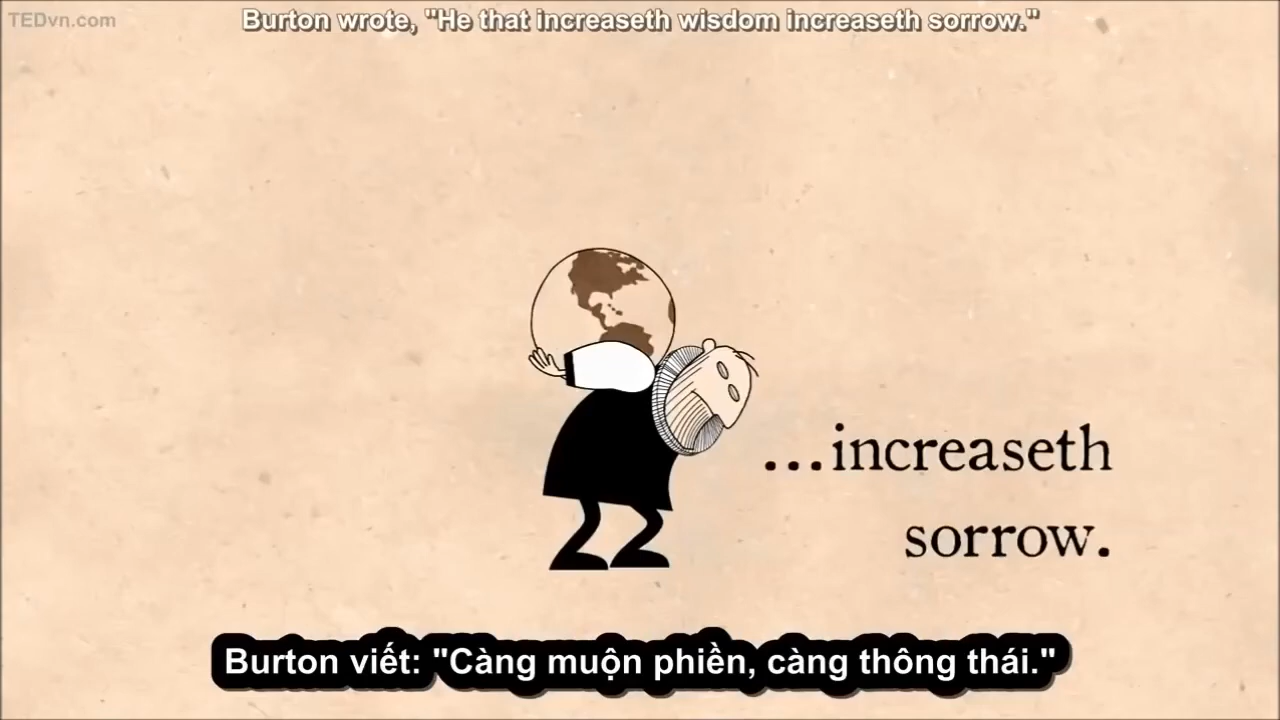 TEDvn.com
Burton wrote, "He that increaseth wisdom increaseth sorrow."
...increaseth
sorrow.
Burton viết: "Càng muộn phiền, càng thông thái."